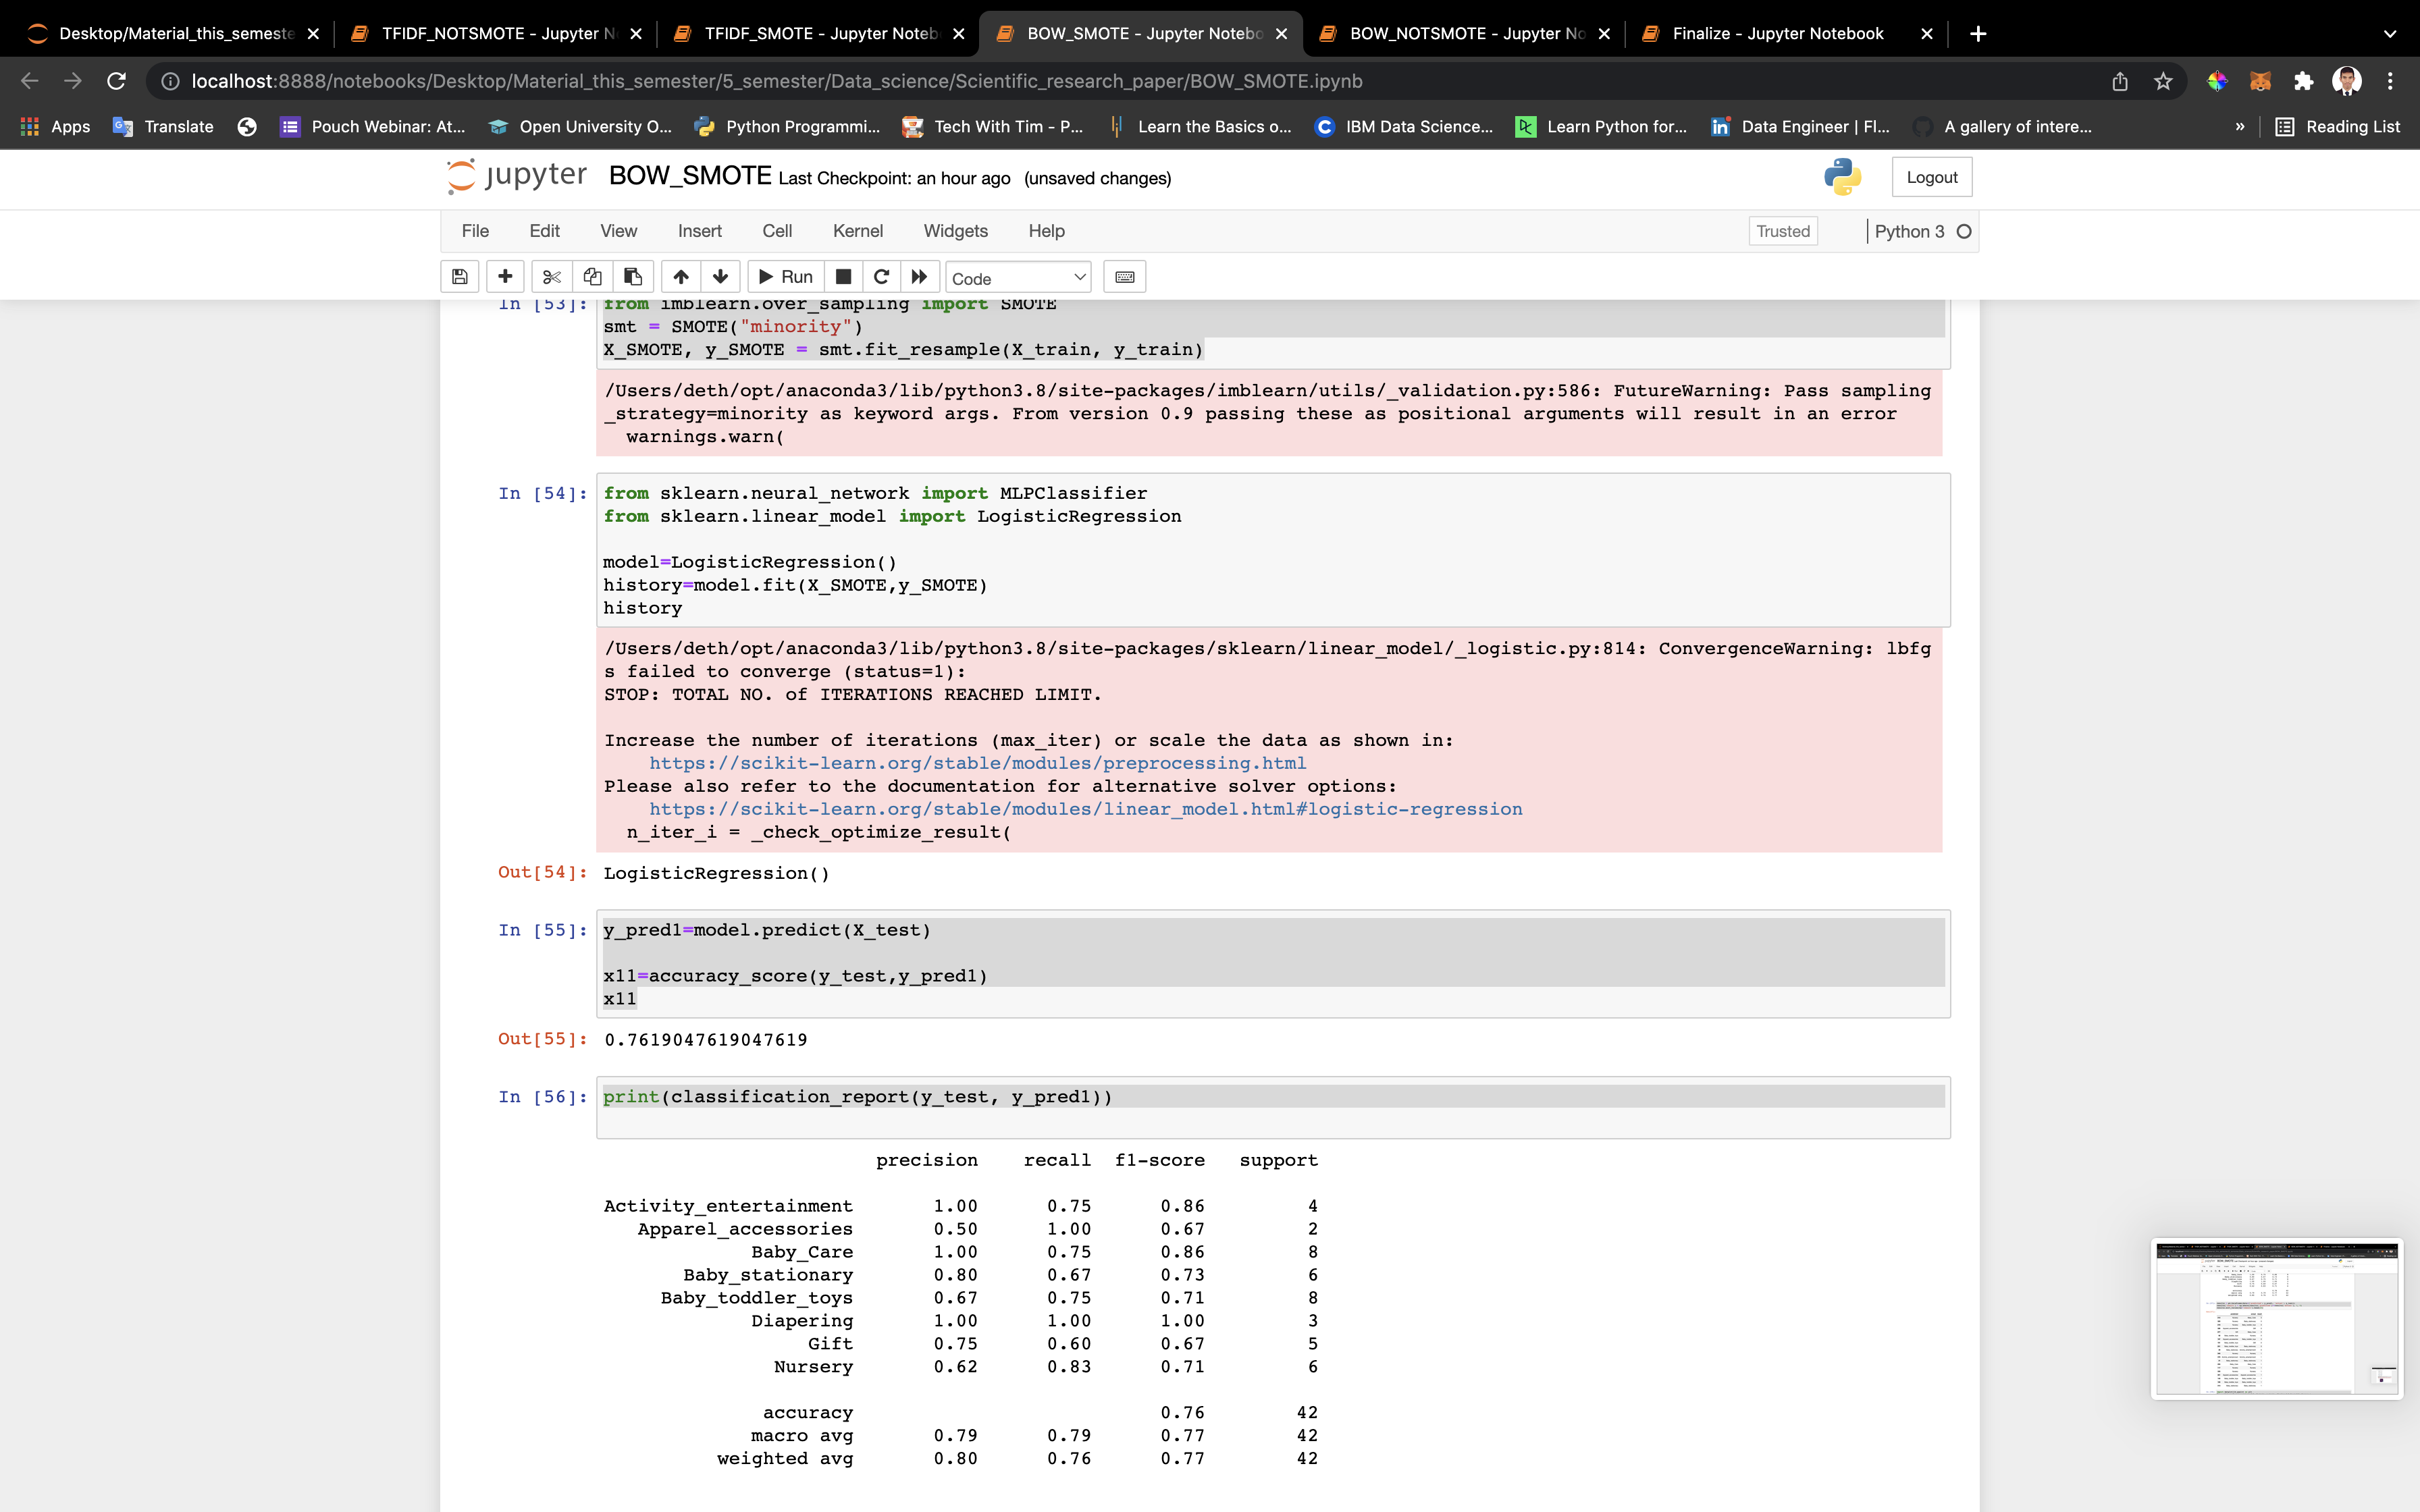 Desktop/Material_this_semeste
TFIDF_NOTSMOTE - Jupyter N
TFIDF_SMOTE - Jupyter Noteb
BOW_SMOTE - Jupyter Notebo
BOW_NOTSMOTE - Jupyter No
Finalize - Jupyter Notebook
localhost:8888/notebooks/Desktop/Material_this_semester/5_semester/Data_science/Scientific_research_paper/BOW_SMOTE.ipynb
Apps Translate Pouch Webinar: At... Open University O... Python Programmi... Tech With Tim - P... Learn the Basics o... IBM Data Science... Learn Python for... Data Engineer | Fl... A gallery of intere... » Reading List
jupyter BOW_SMOTE Last Checkpoint: an hour ago (unsaved changes) Logout
File Edit View Insert Cell Kernel Widgets Help Trusted Python 3
Run Code
In [53]: from imblearn.over_sampling import SMOTE
smt = SMOTE("minority")
X_SMOTE, y_SMOTE = smt.fit_resample(X_train, y_train)
/Users/deth/opt/anaconda3/lib/python3.8/site-packages/imblearn/utils/_validation.py:586: FutureWarning: Pass sampling
_strategy=minority as keyword args. From version 0.9 passing these as positional arguments will result in an error
warnings.warn(
In [54]: from sklearn.neural_network import MLPClassifier
from sklearn.linear_model import LogisticRegression
model=LogisticRegression()
history=model.fit(X_SMOTE,y_SMOTE)
history
/Users/deth/opt/anaconda3/lib/python3.8/site-packages/sklearn/linear_model/_logistic.py:814: ConvergenceWarning: lbfg
s failed to converge (status=1):
STOP: TOTAL NO. of ITERATIONS REACHED LIMIT.
Increase the number of iterations (max_iter) or scale the data as shown in:
https://scikit-learn.org/stable/modules/preprocessing.html
Please also refer to the documentation for alternative solver options:
https://scikit-learn.org/stable/modules/linear_model.html#logistic-regression
n_iter_i = _check_optimize_result(
Out[54]: LogisticRegression()
In [55]: y_pred1=model.predict(X_test)
x11=accuracy_score(y_test,y_pred1)
x11
Out[55]: 0.7619047619047619
In [56]: print(classification_report(y_test, y_pred1))
precision recall f1-score support
Activity_entertainment 1.00 0.75 0.86 4
Apparel_accessories 0.50 1.00 0.67 2
Baby_Care 1.00 0.75 0.86 8
Baby_stationary 0.80 0.67 0.73 6
Baby_toddler_toys 0.67 0.75 0.71 8
Diapering 1.00 1.00 1.00 3
Gift 0.75 0.60 0.67 5
Nursery 0.62 0.83 0.71 6
accuracy 0.76 42
macro avg 0.79 0.79 0.77 42
weighted avg 0.80 0.76 0.77 42